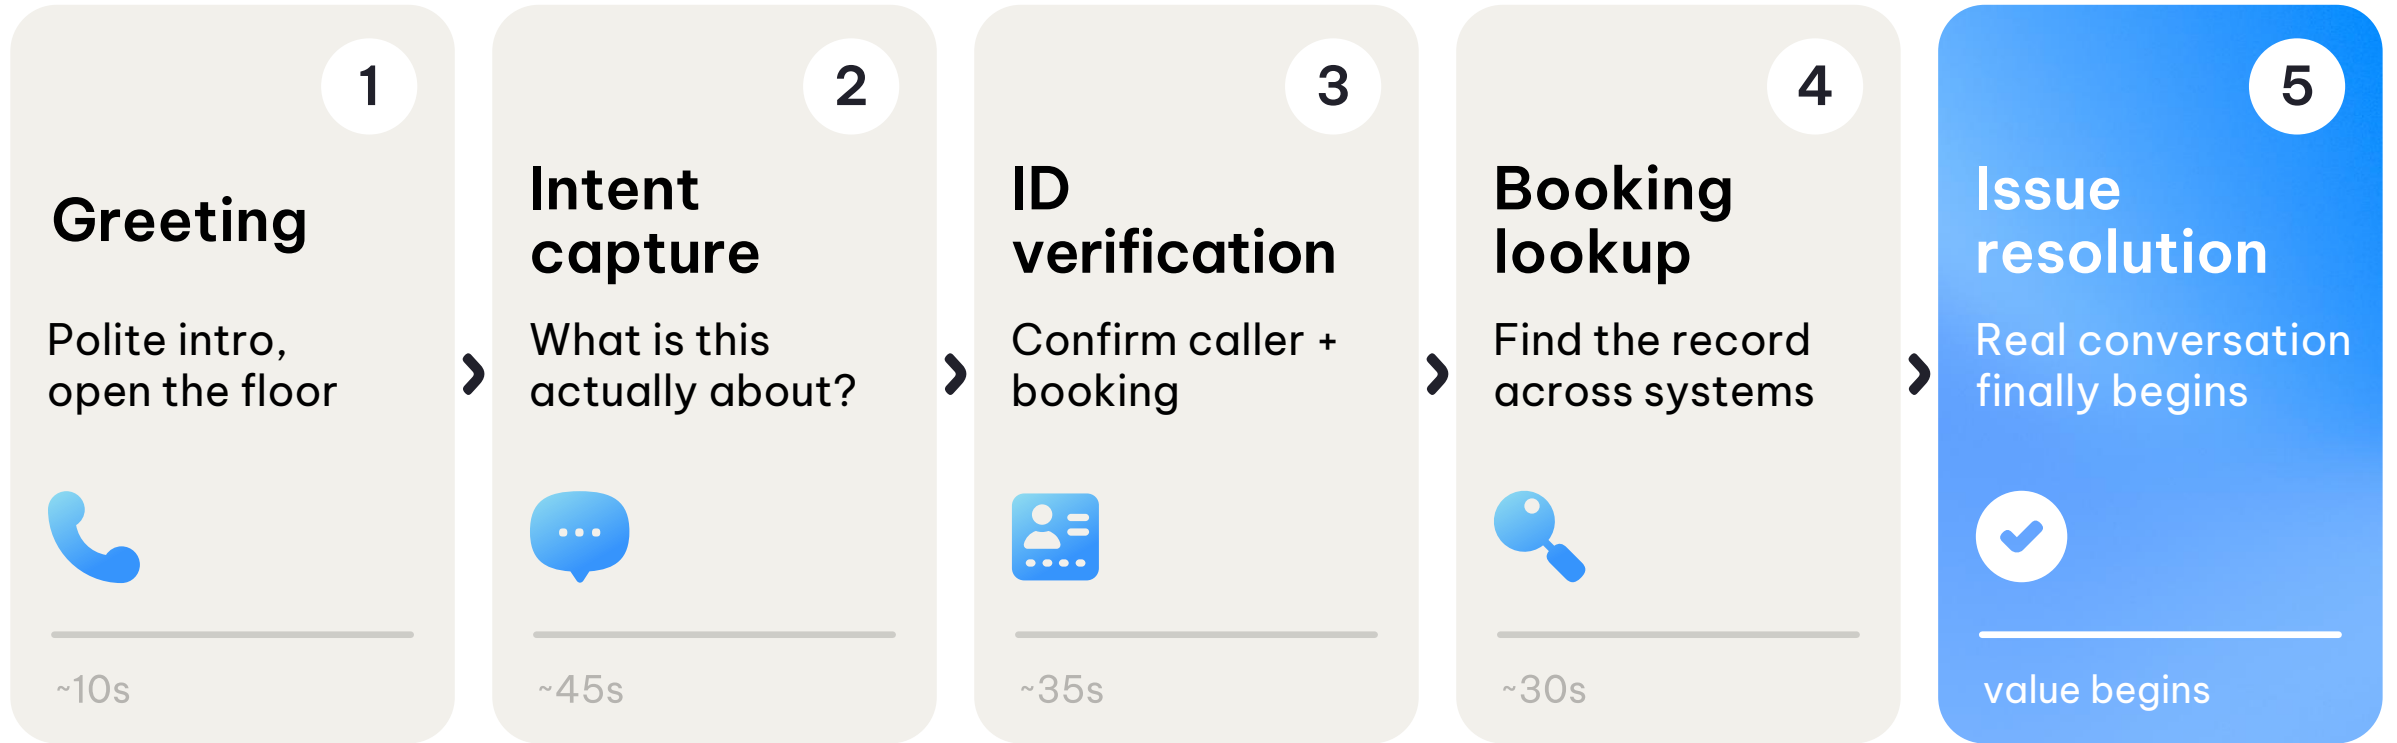 1
Greeting
Polite intro,
open the floor
~10s
2
Intent
capture
What is this
actually about?
~45s
3
ID
verification
Confirm caller +
booking
~35s
4
Booking
lookup
Find the record
across systems
~30s
5
Issue
resolution
Real conversation
finally begins
value begins